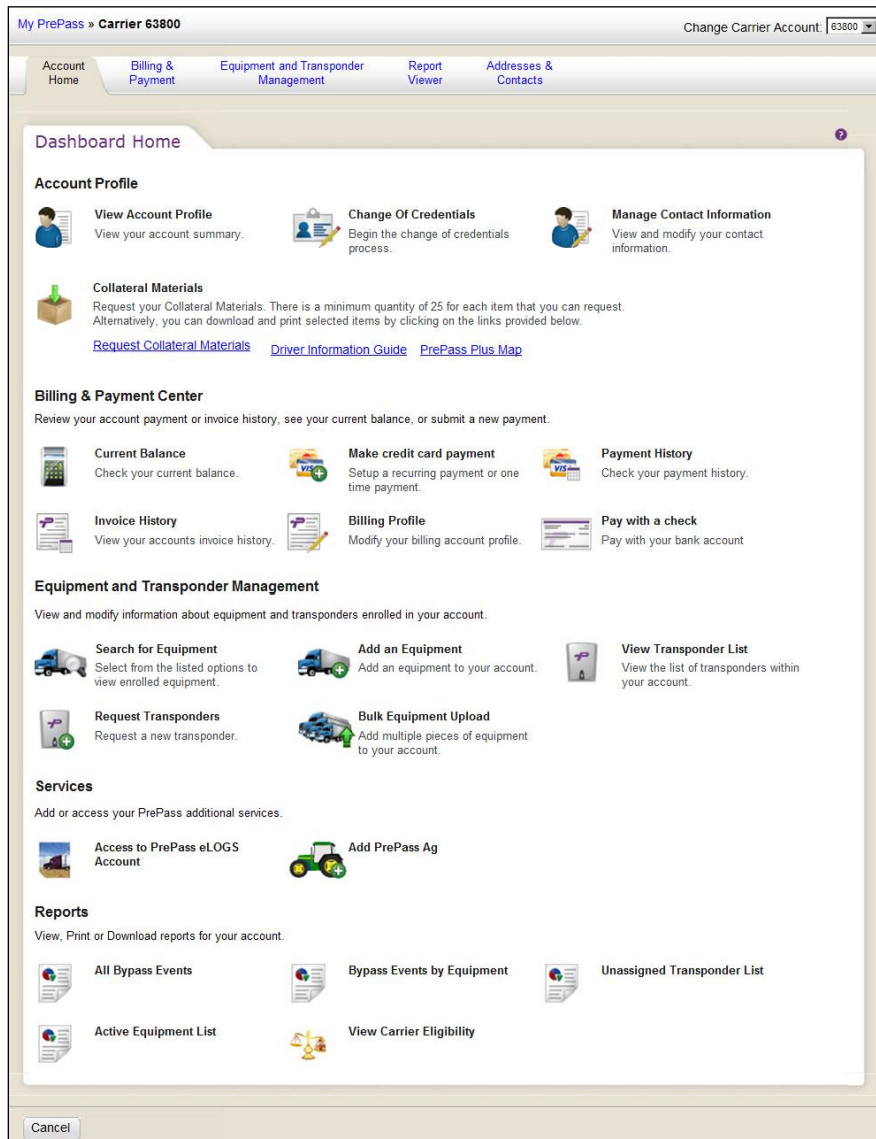 My PrePass » Carrier 63800
Change Carrier Account: 63800
Account Home
Billing & Payment
Equipment and Transponder Management
Report Viewer
Addresses & Contacts
Dashboard Home
?
Account Profile
View Account Profile
View your account summary.
Change Of Credentials
Begin the change of credentials
process.
Manage Contact Information
View and modify your contact
information.
Collateral Materials
Request your Collateral Materials. There is a minimum quantity of 25 for each item that you can request.
Alternatively, you can download and print selected items by clicking on the links provided below.
Request Collateral Materials Driver Information Guide PrePass Plus Map
Billing & Payment Center
Review your account payment or invoice history, see your current balance, or submit a new payment.
Current Balance
Check your current balance.
VISA
Make credit card payment
Setup a recurring payment or one
time payment.
VISA
Payment History
Check your payment history.
Invoice History
View your accounts invoice history.
Billing Profile
Modify your billing account profile.
Pay with a check
Pay with your bank account
Equipment and Transponder Management
View and modify information about equipment and transponders enrolled in your account.
Search for Equipment
Select from the listed options to
view enrolled equipment.
Add an Equipment
Add an equipment to your account.
View Transponder List
View the list of transponders within
your account.
Request Transponders
Request a new transponder.
Bulk Equipment Upload
Add multiple pieces of equipment
to your account.
Services
Add or access your PrePass additional services.
Access to PrePass eLOGS
Account
Add PrePass Ag
Reports
View, Print or Download reports for your account.
All Bypass Events
Bypass Events by Equipment
Unassigned Transponder List
Active Equipment List
View Carrier Eligibility
Cancel